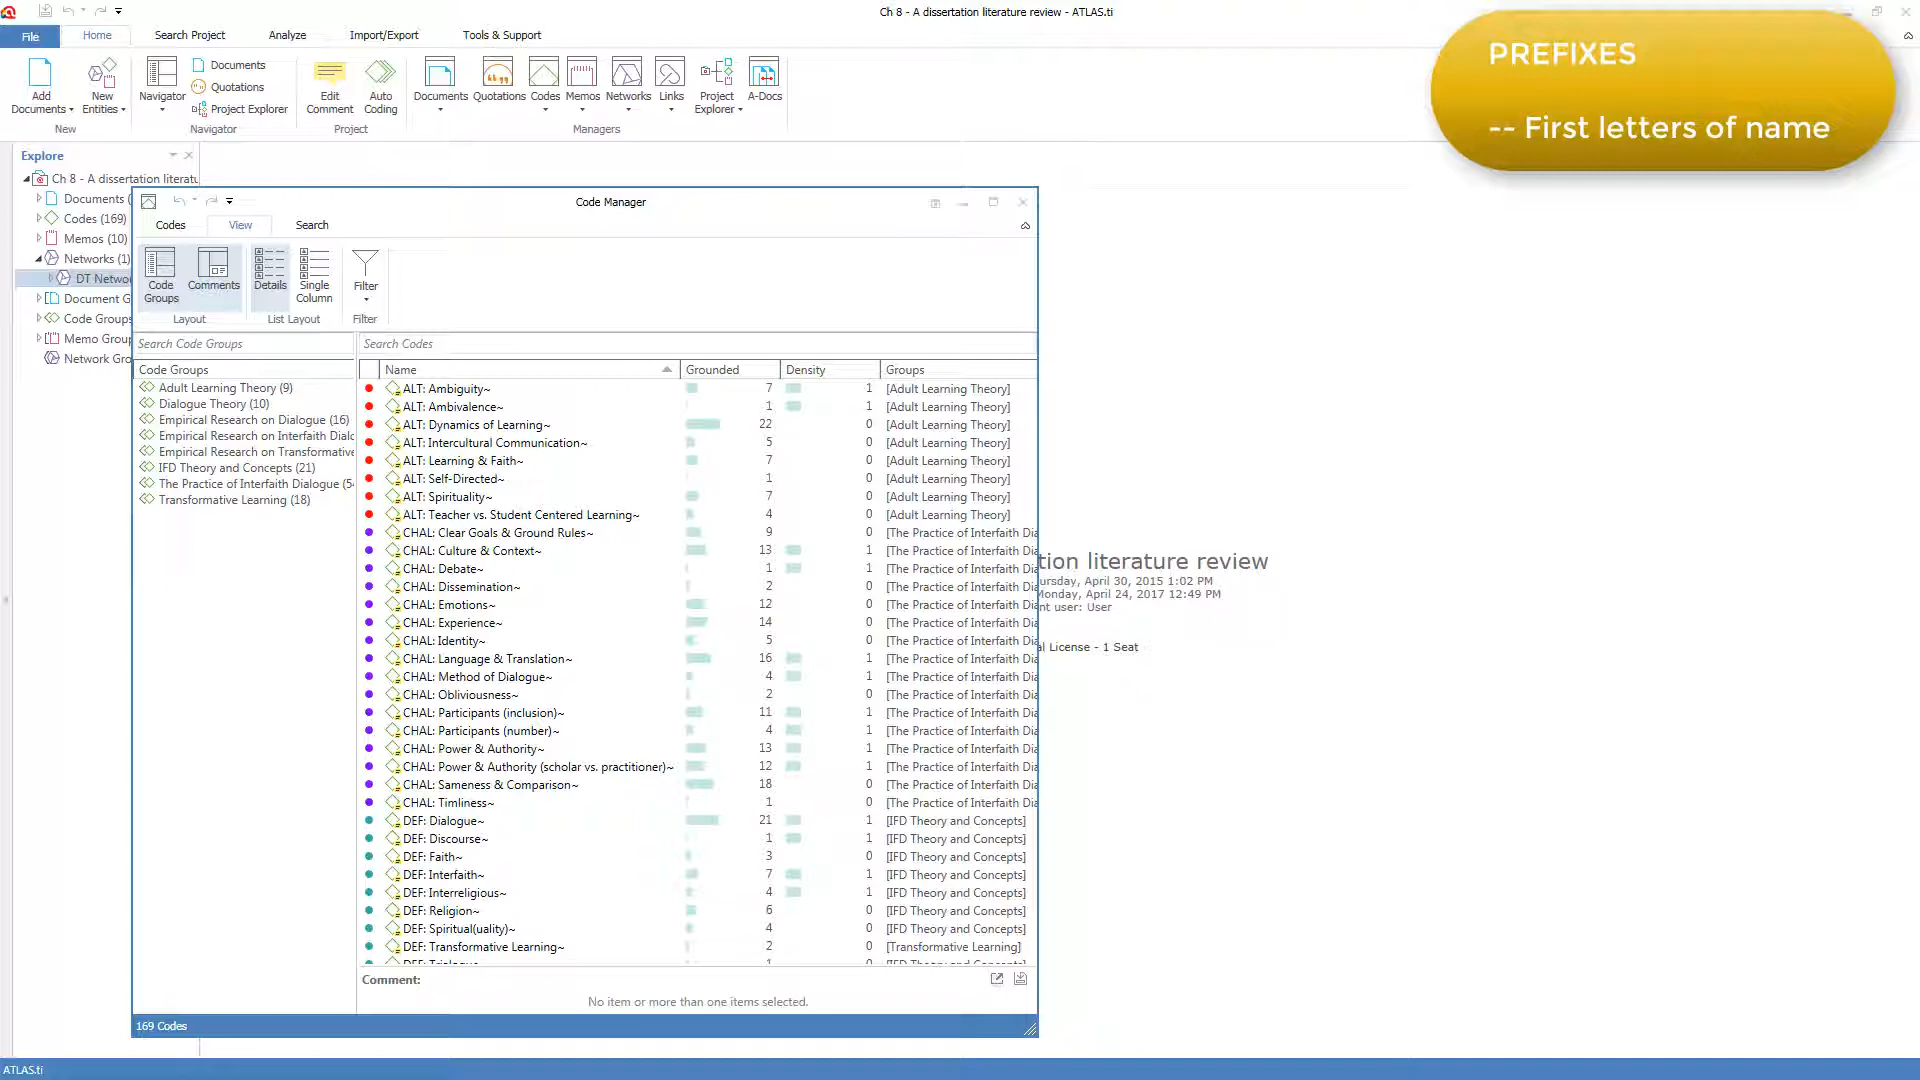 Ch 8 - A dissertation literature review - ATLAS.ti
File Home Search Project Analyze Import/Export Tools & Support
Add Documents
New Entities
Navigator
Documents
Quotations
Project Explorer
Edit Comment
Auto Coding
Documents Quotations Codes Memos Networks Links Project Explorer A-Docs
New Navigator Project Managers
PREFIXES
-- First letters of name
Explore
Ch 8 - A dissertation literatu
Documents (
Codes (169)
Memos (10)
Networks (1)
DT Netwo
Document G
Code Groups
Memo Group
Network Gro
Code Manager
Codes View Search
Code Groups
Comments
Details
Single Column
Filter
Layout List Layout Filter
Search Code Groups
Search Codes
Code Groups
Adult Learning Theory (9)
Dialogue Theory (10)
Empirical Research on Dialogue (16)
Empirical Research on Interfaith Dialo
Empirical Research on Transformative
IFD Theory and Concepts (21)
The Practice of Interfaith Dialogue (5
Transformative Learning (18)
Name Grounded Density Groups
ALT: Ambiguity~ 7 1 [Adult Learning Theory]
ALT: Ambivalence~ 1 1 [Adult Learning Theory]
ALT: Dynamics of Learning~ 22 0 [Adult Learning Theory]
ALT: Intercultural Communication~ 5 0 [Adult Learning Theory]
ALT: Learning & Faith~ 7 0 [Adult Learning Theory]
ALT: Self-Directed~ 1 0 [Adult Learning Theory]
ALT: Spirituality~ 7 0 [Adult Learning Theory]
ALT: Teacher vs. Student Centered Learning~ 4 0 [Adult Learning Theory]
CHAL: Clear Goals & Ground Rules~ 9 0 [The Practice of Interfaith Dia
CHAL: Culture & Context~ 13 1 [The Practice of Interfaith Dia
CHAL: Debate~ 1 1 [The Practice of Interfaith Dia
CHAL: Dissemination~ 2 0 [The Practice of Interfaith Dia
CHAL: Emotions~ 12 0 [The Practice of Interfaith Dia
CHAL: Experience~ 14 0 [The Practice of Interfaith Dia
CHAL: Identity~ 5 0 [The Practice of Interfaith Dia
CHAL: Language & Translation~ 16 1 [The Practice of Interfaith Dia
CHAL: Method of Dialogue~ 4 1 [The Practice of Interfaith Dia
CHAL: Obliviousness~ 2 0 [The Practice of Interfaith Dia
CHAL: Participants (inclusion)~ 11 1 [The Practice of Interfaith Dia
CHAL: Participants (number)~ 4 1 [The Practice of Interfaith Dia
CHAL: Power & Authority~ 13 1 [The Practice of Interfaith Dia
CHAL: Power & Authority (scholar vs. practitioner)~ 12 1 [The Practice of Interfaith Dia
CHAL: Sameness & Comparison~ 18 0 [The Practice of Interfaith Dia
CHAL: Timliness~ 1 0 [The Practice of Interfaith Dia
DEF: Dialogue~ 21 1 [IFD Theory and Concepts]
DEF: Discourse~ 1 1 [IFD Theory and Concepts]
DEF: Faith~ 3 0 [IFD Theory and Concepts]
DEF: Interfaith~ 7 1 [IFD Theory and Concepts]
DEF: Interreligious~ 4 1 [IFD Theory and Concepts]
DEF: Religion~ 6 0 [IFD Theory and Concepts]
DEF: Spiritual(uality)~ 4 0 [IFD Theory and Concepts]
DEF: Transformative Learning~ 2 0 [Transformative Learning]
Comment:
No item or more than one items selected.
169 Codes
tion literature review
ursday, April 30, 2015 1:02 PM
Monday, April 24, 2017 12:49 PM
nt user: User
al License - 1 Seat
ATLAS.ti